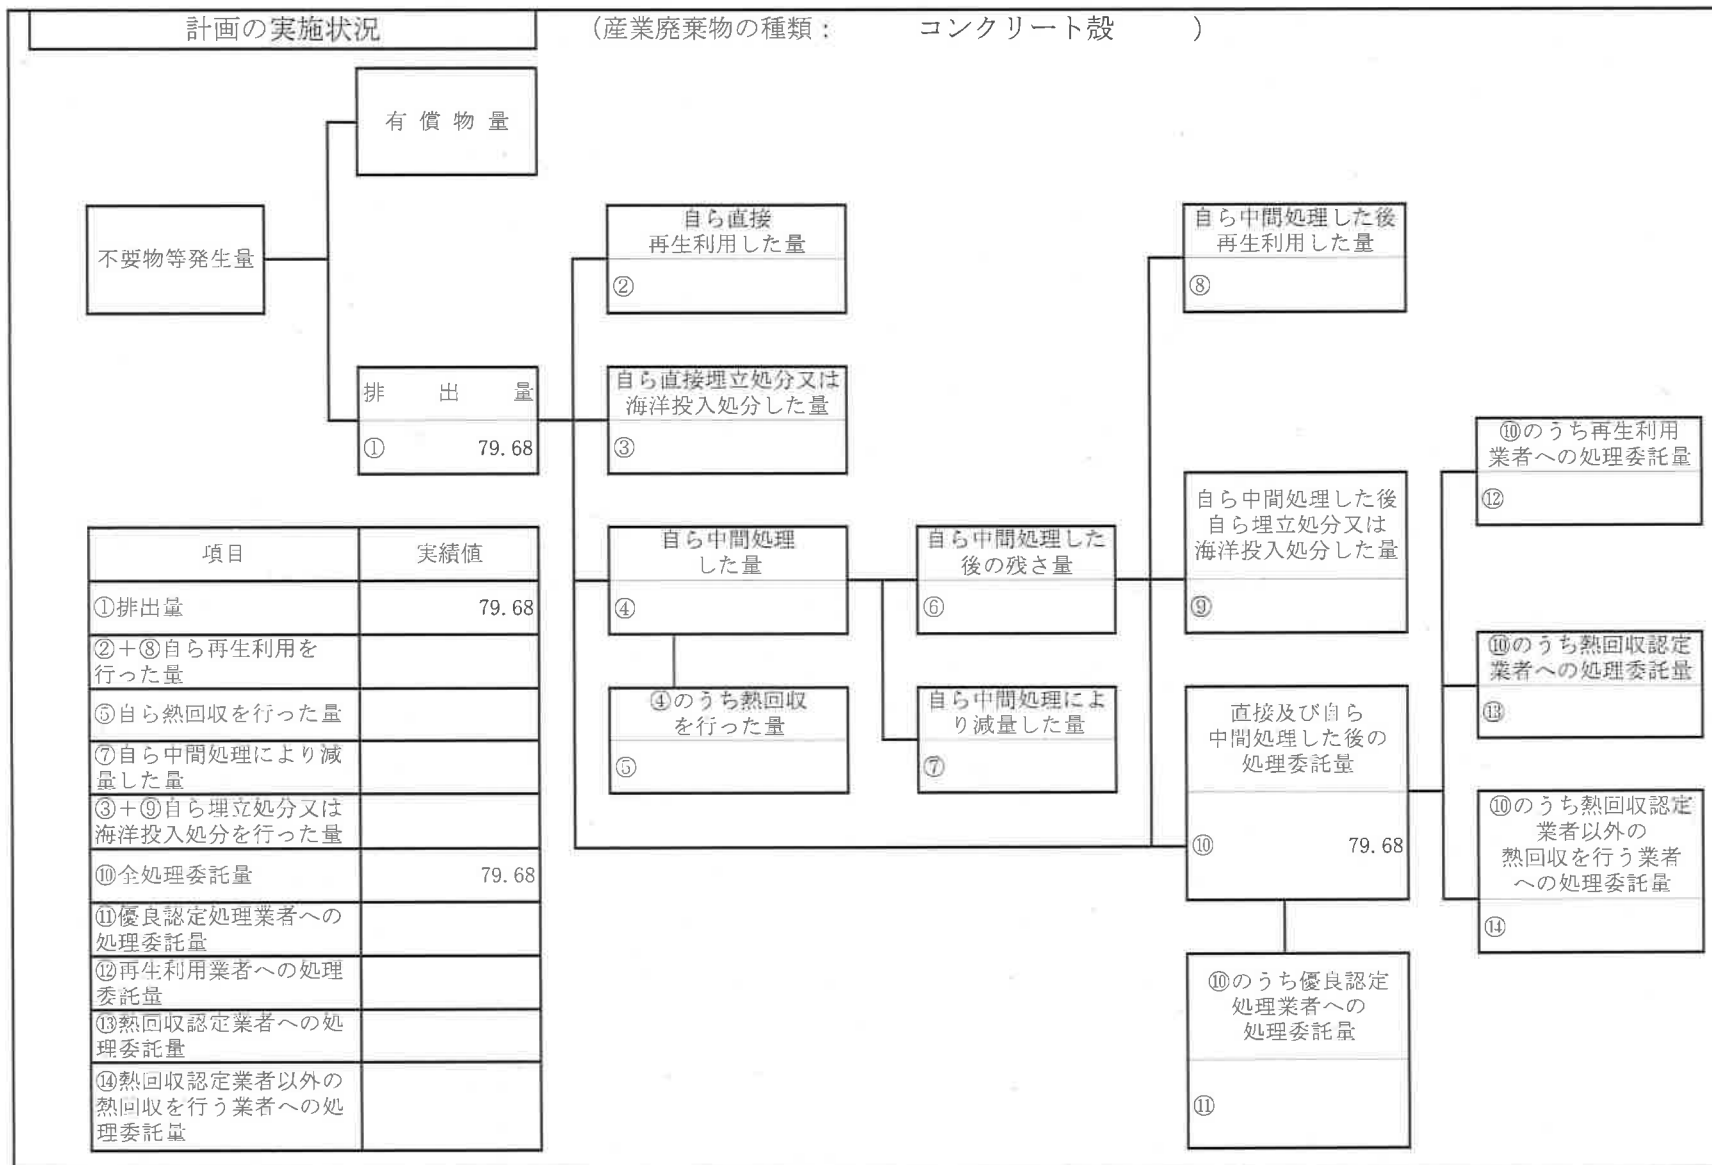 計画の実施状況 (産業廃棄物の種類： コンクリート殻 )
有償物量
不要物等発生量
排出量
① 79.68
自ら直接
再生利用した量
②
自ら直接埋立処分又は
海洋投入処分した量
③
自ら中間処理
した量
④
④のうち熱回収
を行った量
⑤
自ら中間処理した
後の残さ量
⑥
自ら中間処理によ
り減量した量
⑦
自ら中間処理した後
再生利用した量
⑧
自ら中間処理した後
自ら埋立処分又は
海洋投入処分した量
⑨
直接及び自ら
中間処理した後の
処理委託量
⑩ 79.68
⑩のうち優良認定
処理業者への
処理委託量
⑪
⑩のうち再生利用
業者への処理委託量
⑫
⑩のうち熱回収認定
業者への処理委託量
⑬
⑩のうち熱回収認定
業者以外の
熱回収を行う業者
への処理委託量
⑭
項目 実績値
①排出量 79.68
②＋⑧自ら再生利用を
行った量
⑤自ら熱回収を行った量
⑦自ら中間処理により減
量した量
③＋⑨自ら埋立処分又は
海洋投入処分を行った量
⑩全処理委託量 79.68
⑪優良認定処理業者への
処理委託量
⑫再生利用業者への処理
委託量
⑬熱回収認定業者への処
理委託量
⑭熱回収認定業者以外の
熱回収を行う業者への処
理委託量